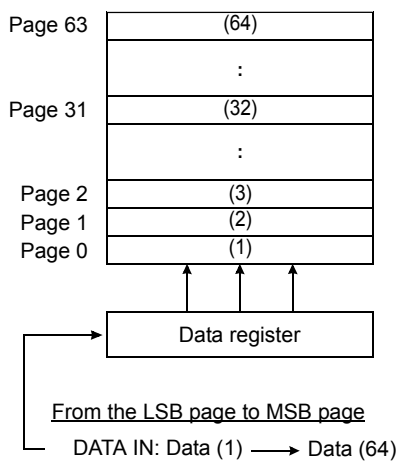 Page 63 (64)
:
Page 31 (32)
:
Page 2 (3)
Page 1 (2)
Page 0 (1)
Data register
From the LSB page to MSB page
DATA IN: Data (1) Data (64)